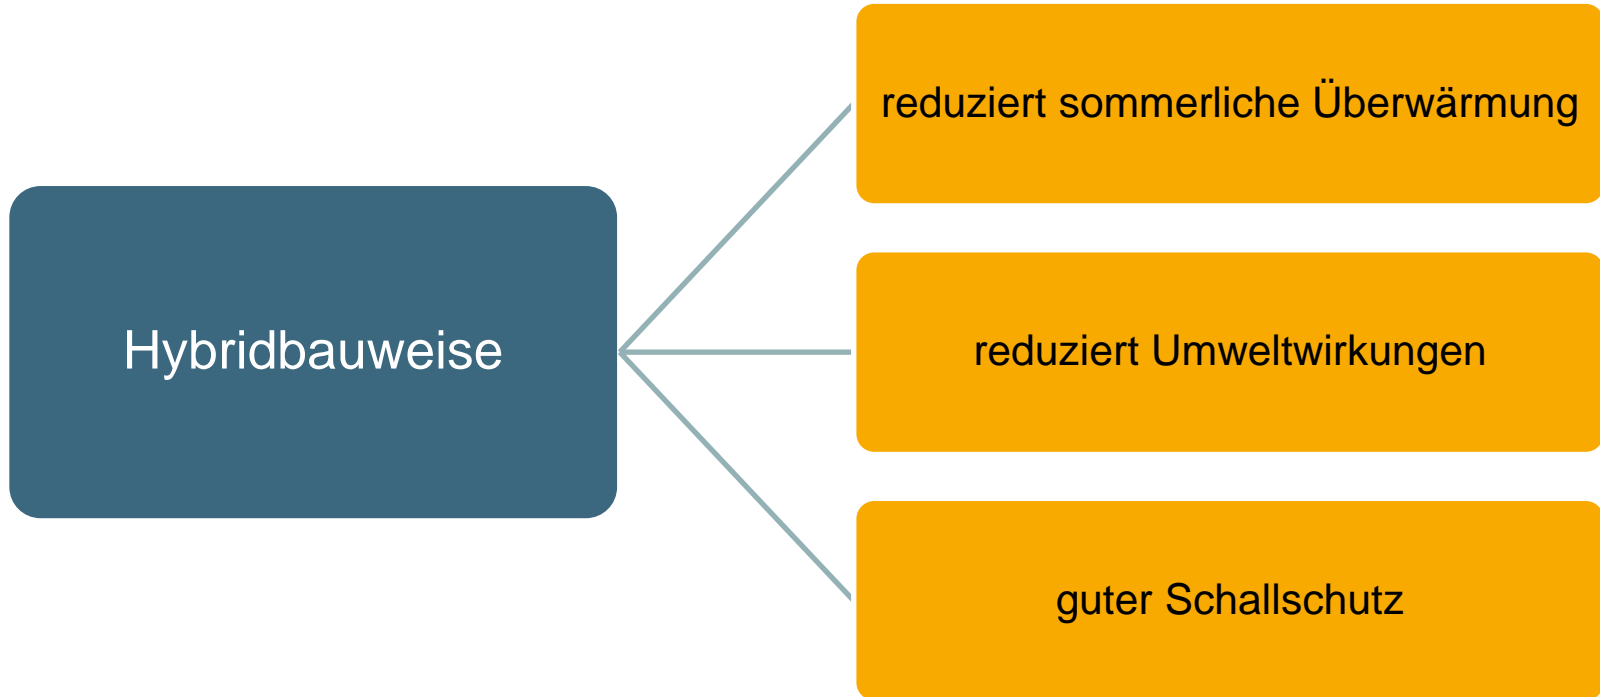 reduziert sommerliche Überwärmung
Hybridbauweise
reduziert Umweltwirkungen
guter Schallschutz